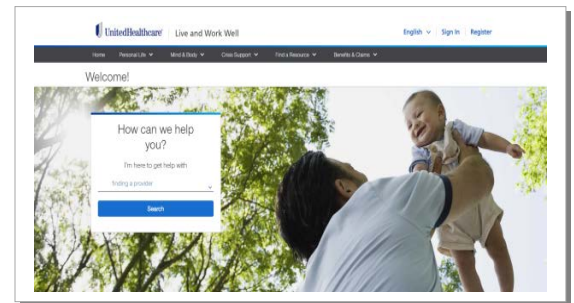 UnitedHealthcare | Live and Work Well
English Sign In Register
Home Personal Life Mind & Body Crisis Support Find a Resource Benefits & Claims
Welcome!
How can we help
you?
I'm here to get help with
finding a provider
Search